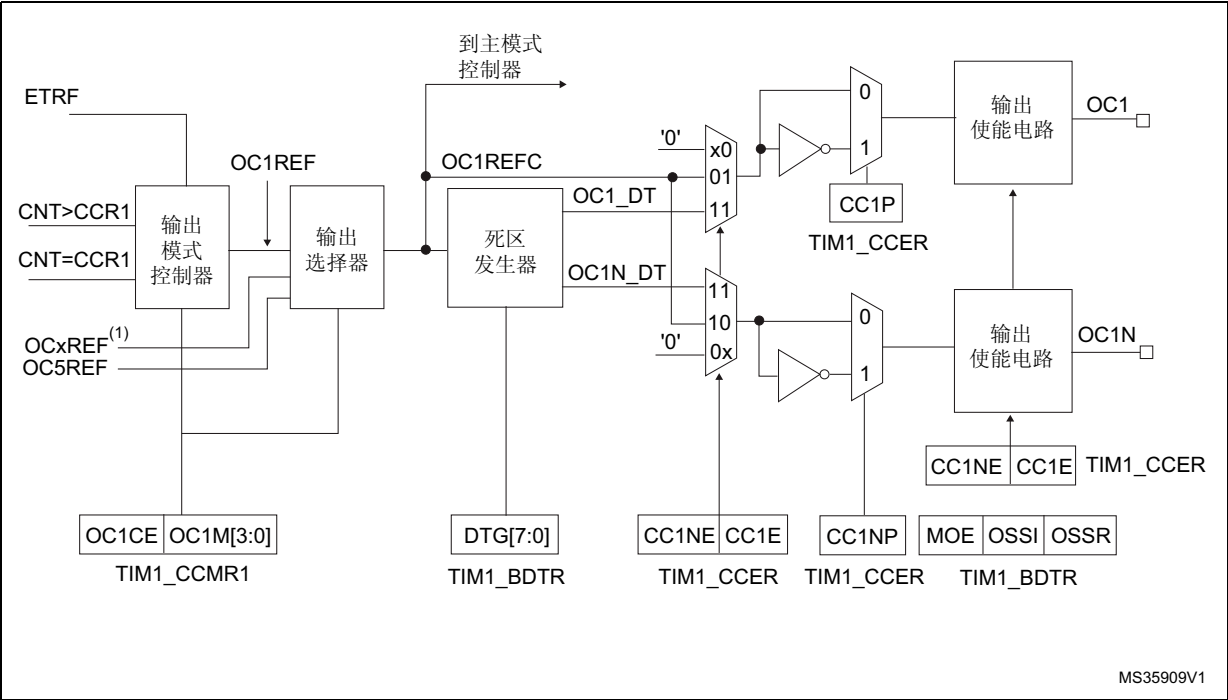 到主模式
控制器
ETRF
OC1REF
OC1REFC
CNT>CCR1
CNT=CCR1
输出
模式
控制器
输出
选择器
死区
发生器
OC1_DT
OC1N_DT
OCxREF(1)
OC5REF
'0'
x0
01
11
11
10
0x
'0'
0
1
CC1P
TIM1_CCER
0
1
输出
使能电路
OC1
输出
使能电路
OC1N
CC1NE CC1E TIM1_CCER
OC1CE OC1M[3:0]
TIM1_CCMR1
DTG[7:0]
TIM1_BDTR
CC1NE CC1E
TIM1_CCER
CC1NP
TIM1_CCER
MOE OSSI OSSR
TIM1_BDTR
MS35909V1